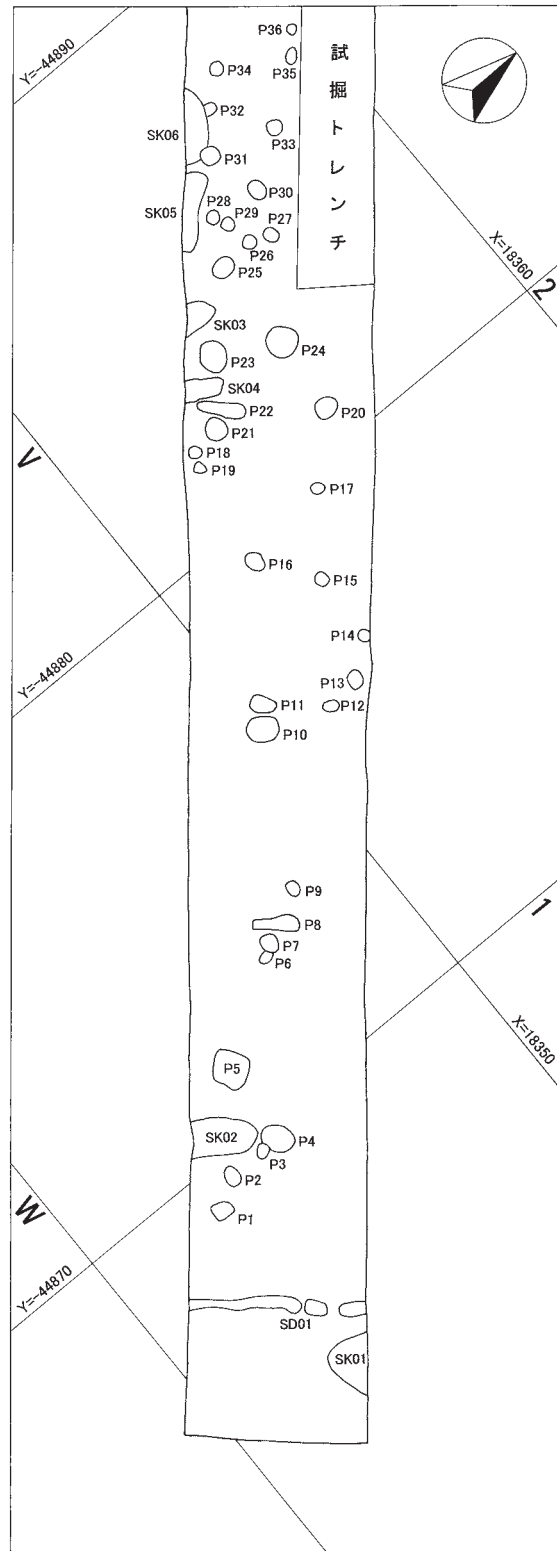 Y=-44890
P36
P35
試掘トレンチ
P34
P32
SK06
P33
P31
P30
SK05
P28
P29
P27
P26
P25
X=18360
2
SK03
P24
P23
SK04
P22
P20
P21
V
P18
P19
P17
P16
P15
P14
Y=-44880
P13
P11
P12
P10
P9
1
P8
P7
P6
X=18350
P5
SK02
P4
P3
P2
W
P1
Y=-44870
SD01
SK01